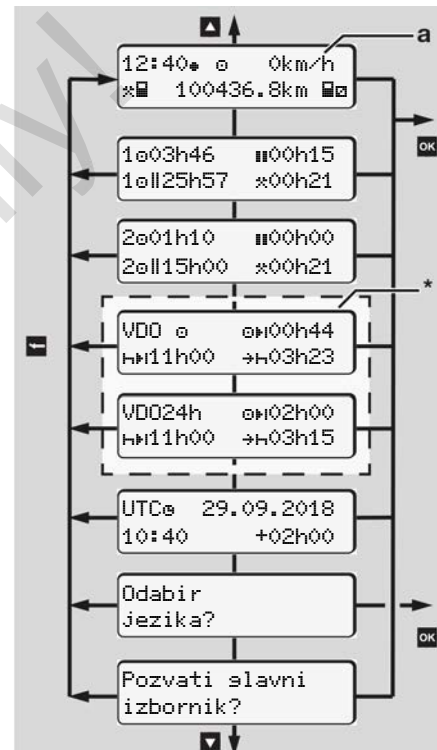 a
12:40 0km/h
100436.8km
OK
1 03h46 00h15
1 25h57 00h21
2 01h10 00h00
2 15h00 00h21
*
VDO 00h44
11h00 03h23
VDO24h 02h00
11h00 03h15
UTC 29.09.2018
10:40 +02h00
Odabir
jezika?
OK
Pozvati glavni
izbornik?